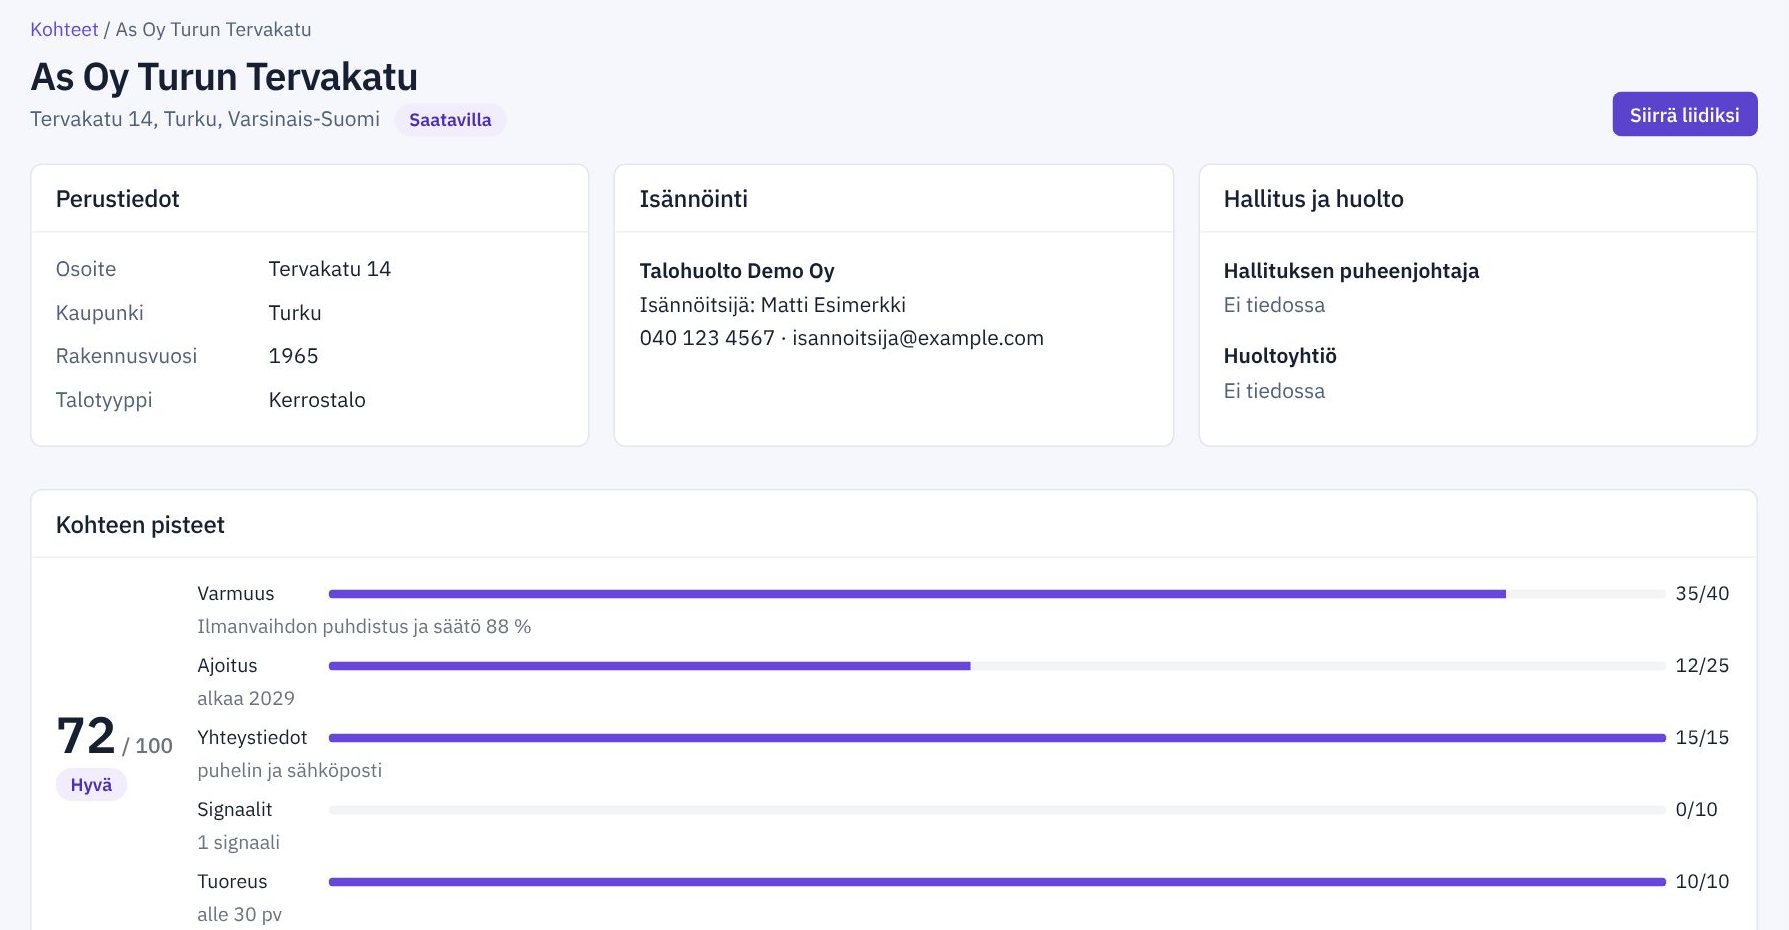 Kohteet / As Oy Turun Tervakatu
As Oy Turun Tervakatu
Tervakatu 14, Turku, Varsinais-Suomi Saatavilla
Siirrä liidiksi
Perustiedot
Osoite Tervakatu 14
Kaupunki Turku
Rakennusvuosi 1965
Talotyyppi Kerrostalo
Isännöinti
Talohuolto Demo Oy
Isännöitsijä: Matti Esimerkki
040 123 4567 · isannoitsija@example.com
Hallitus ja huolto
Hallituksen puheenjohtaja
Ei tiedossa
Huoltoyhtiö
Ei tiedossa
Kohteen pisteet
72 / 100
Hyvä
Varmuus 35/40
Ilmanvaihdon puhdistus ja säätö 88 %
Ajoitus 12/25
alkaa 2029
Yhteystiedot 15/15
puhelin ja sähköposti
Signaalit 0/10
1 signaali
Tuoreus 10/10
alle 30 pv